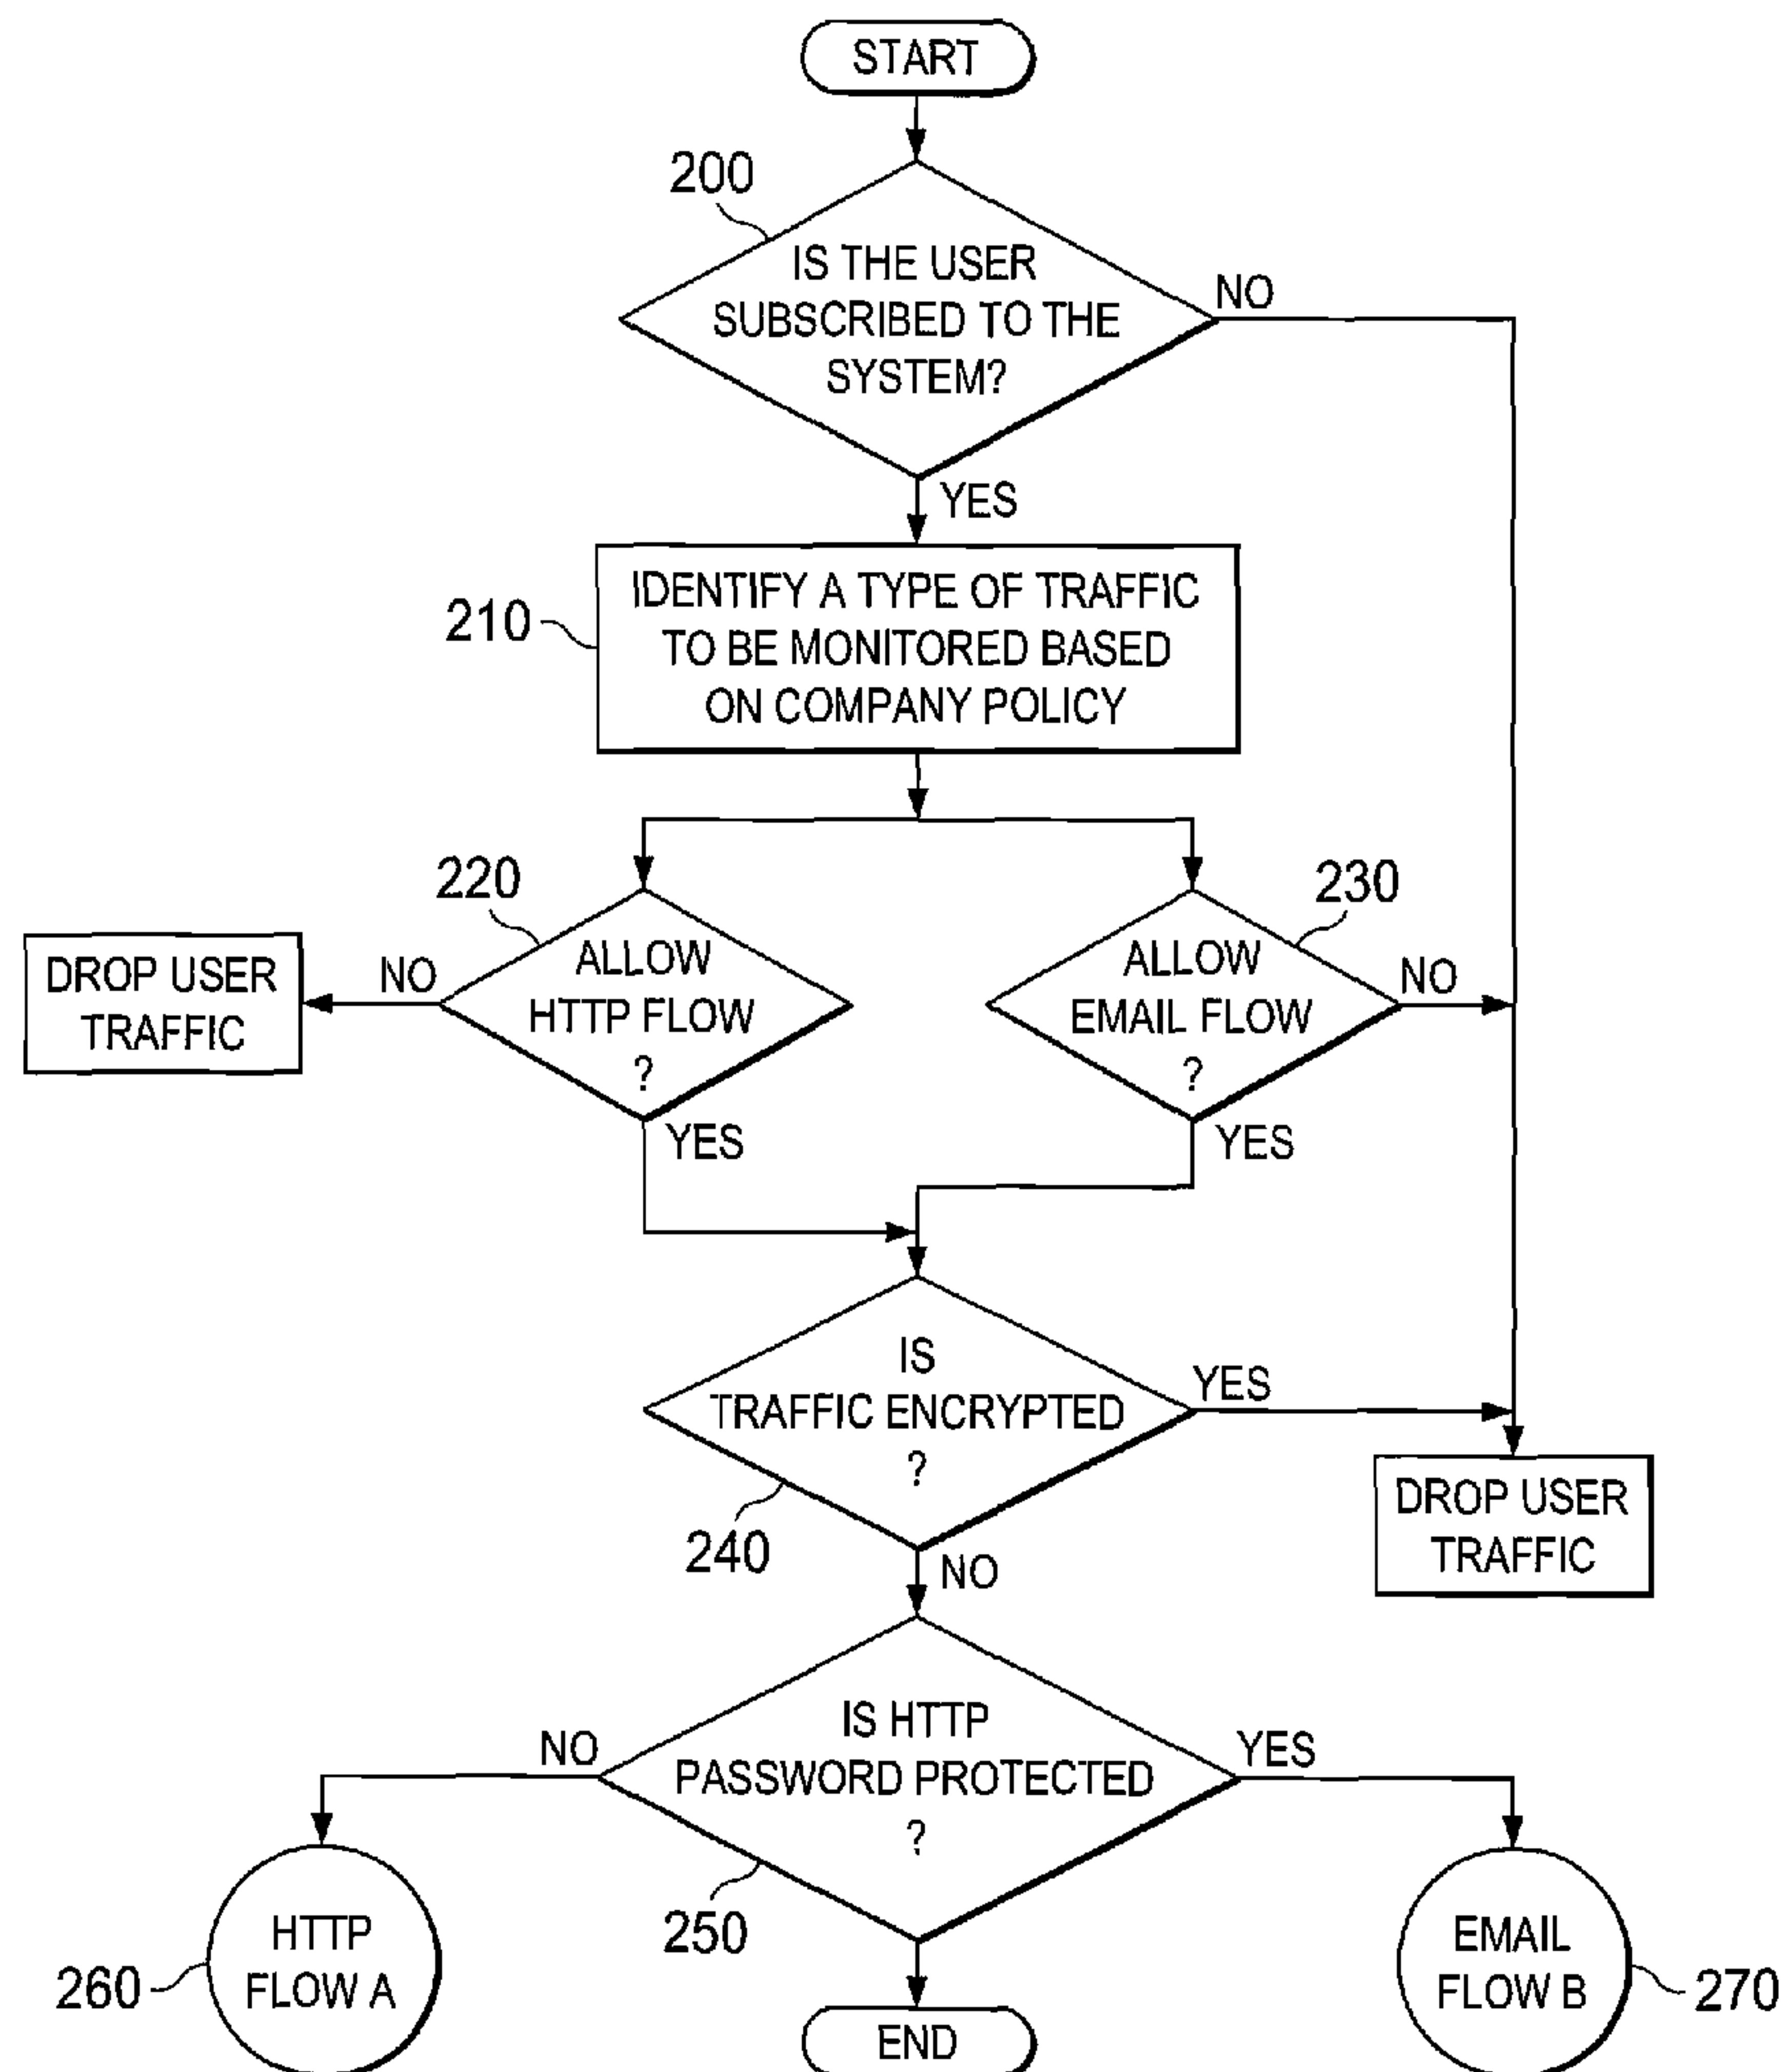 START
200
IS THE USER
SUBSCRIBED TO THE
SYSTEM?
NO
YES
210
IDENTIFY A TYPE OF TRAFFIC
TO BE MONITORED BASED
ON COMPANY POLICY
220
230
DROP USER
TRAFFIC
NO
ALLOW
HTTP FLOW
?
ALLOW
EMAIL FLOW
?
NO
YES
YES
IS
TRAFFIC ENCRYPTED
?
YES
240
NO
DROP USER
TRAFFIC
IS HTTP
PASSWORD PROTECTED
?
NO
YES
250
260
HTTP
FLOW A
EMAIL
FLOW B
270
END